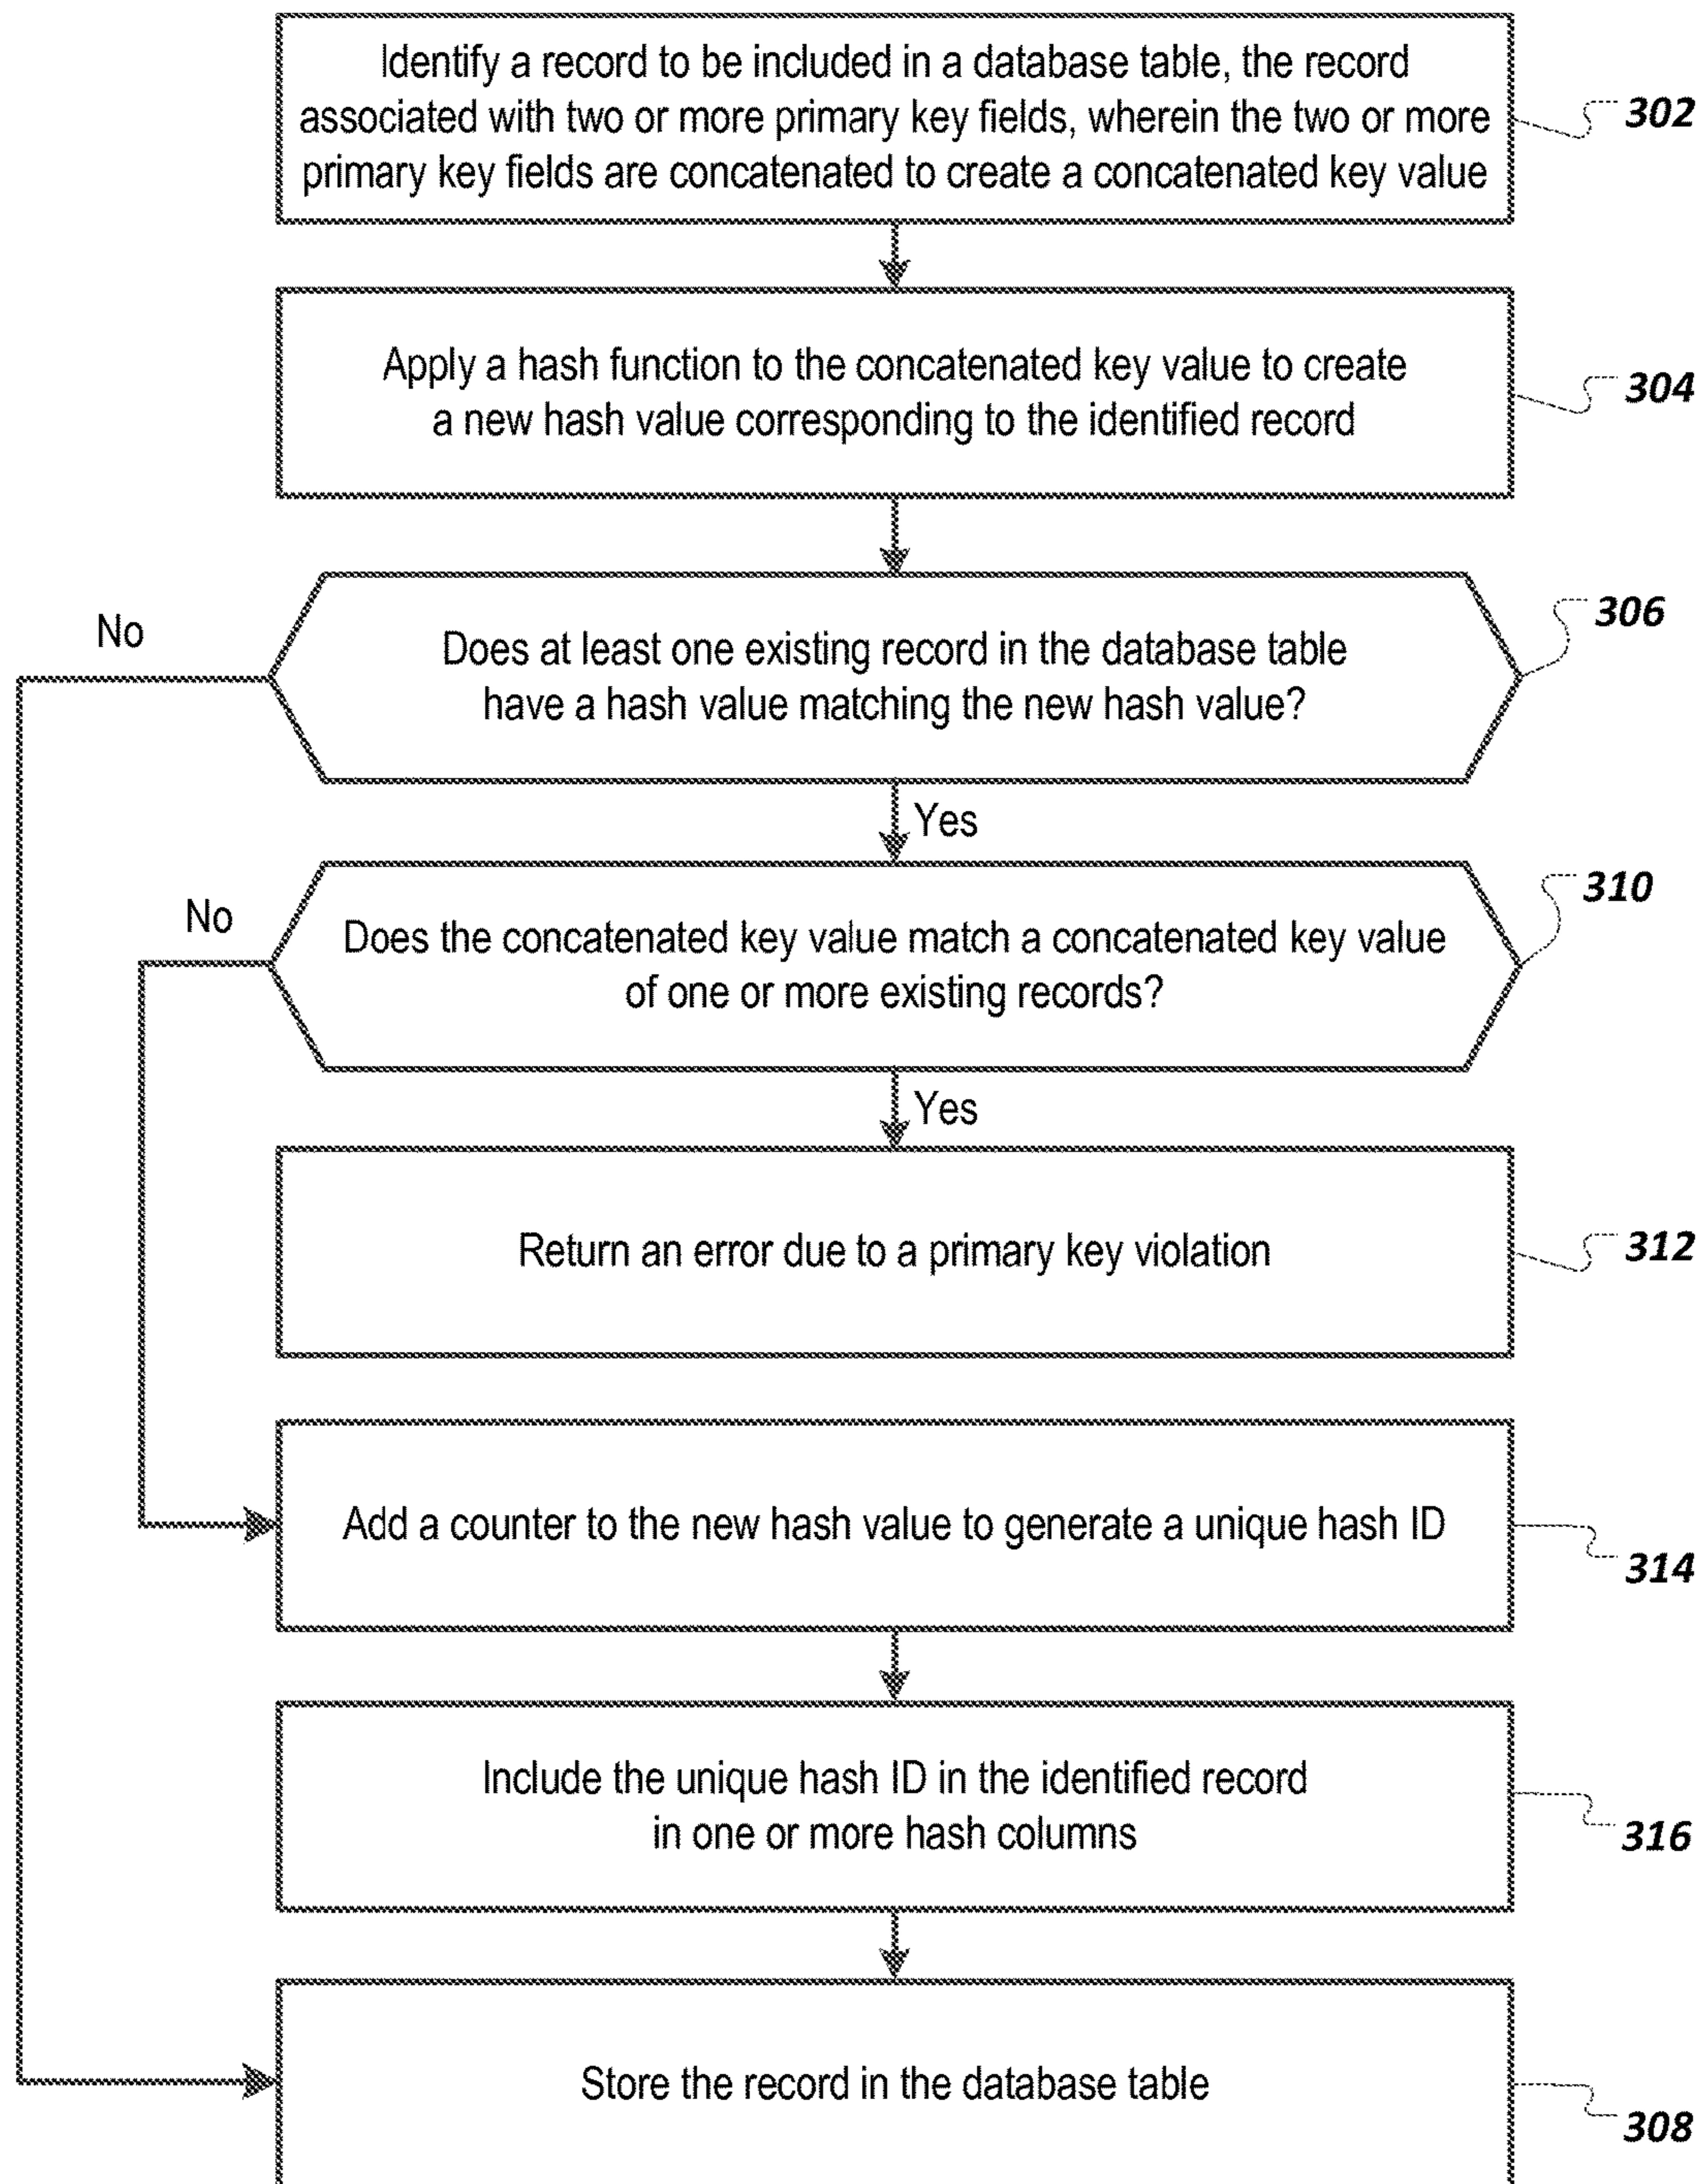 Identify a record to be included in a database table, the record
associated with two or more primary key fields, wherein the two or more
primary key fields are concatenated to create a concatenated key value
302
Apply a hash function to the concatenated key value to create
a new hash value corresponding to the identified record
304
No
Does at least one existing record in the database table
have a hash value matching the new hash value?
306
Yes
No
Does the concatenated key value match a concatenated key value
of one or more existing records?
310
Yes
Return an error due to a primary key violation
312
Add a counter to the new hash value to generate a unique hash ID
314
Include the unique hash ID in the identified record
in one or more hash columns
316
Store the record in the database table
308